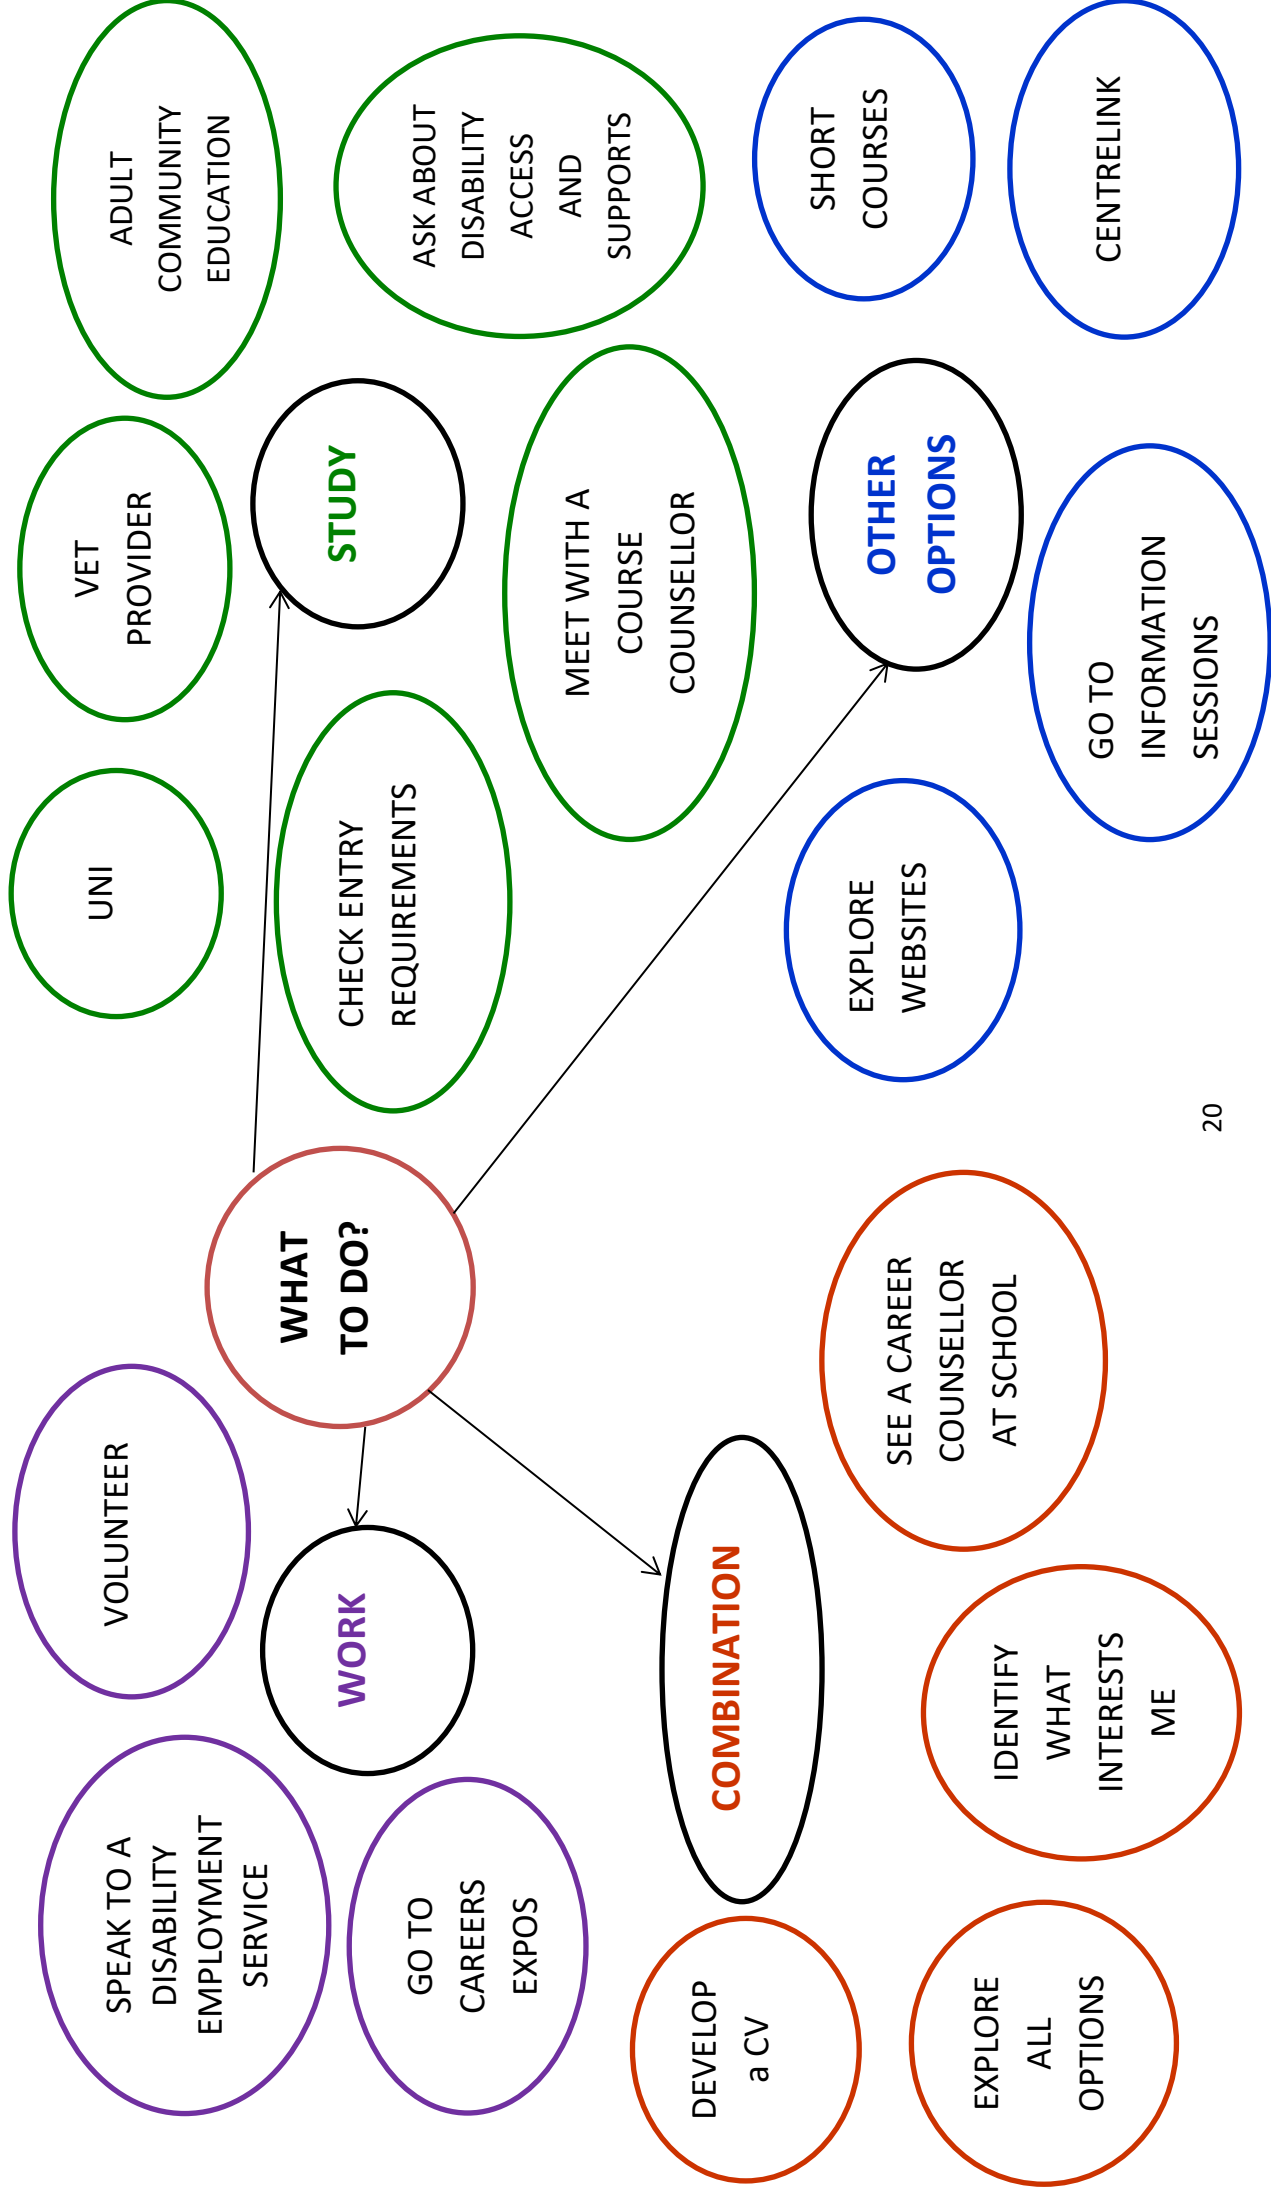 SPEAK TO A
DISABILITY
EMPLOYMENT
SERVICE
VOLUNTEER
UNI
VET
PROVIDER
ADULT
COMMUNITY
EDUCATION
WORK
WHAT
TO DO?
STUDY
GO TO
CAREERS
EXPOS
CHECK ENTRY
REQUIREMENTS
ASK ABOUT
DISABILITY
ACCESS
AND
SUPPORTS
MEET WITH A
COURSE
COUNSELLOR
COMBINATION
DEVELOP
a CV
SEE A CAREER
COUNSELLOR
AT SCHOOL
EXPLORE
WEBSITES
OTHER
OPTIONS
SHORT
COURSES
EXPLORE
ALL
OPTIONS
IDENTIFY
WHAT
INTERESTS
ME
GO TO
INFORMATION
SESSIONS
CENTRELINK
20